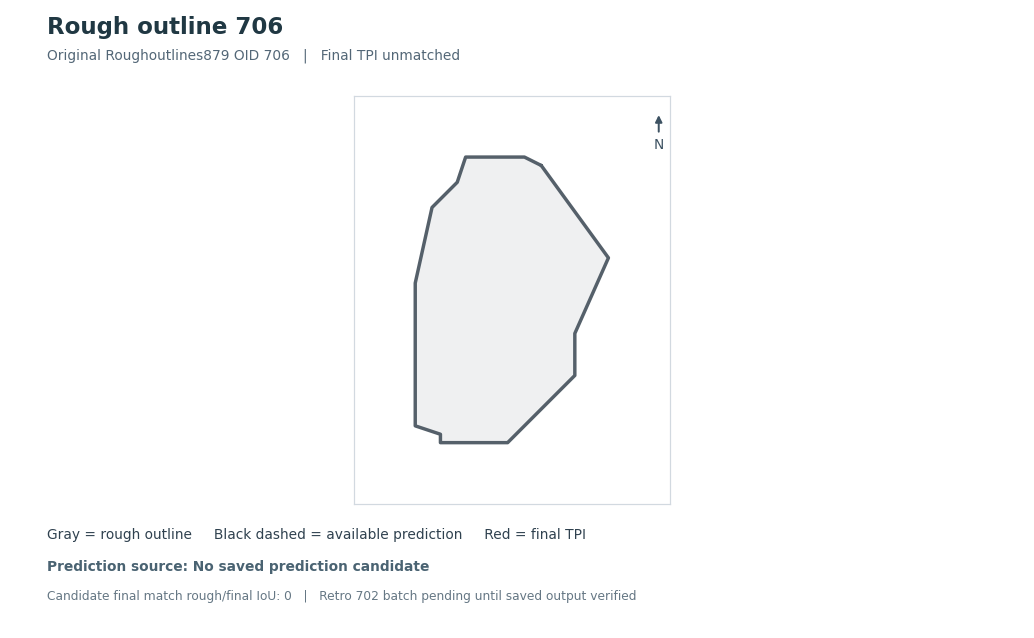 Rough outline 706
Original Roughoutlines879 OID 706   |   Final TPI unmatched
N
Gray = rough outline     Black dashed = available prediction     Red = final TPI
Prediction source: No saved prediction candidate
Candidate final match rough/final IoU: 0   |   Retro 702 batch pending until saved output verified